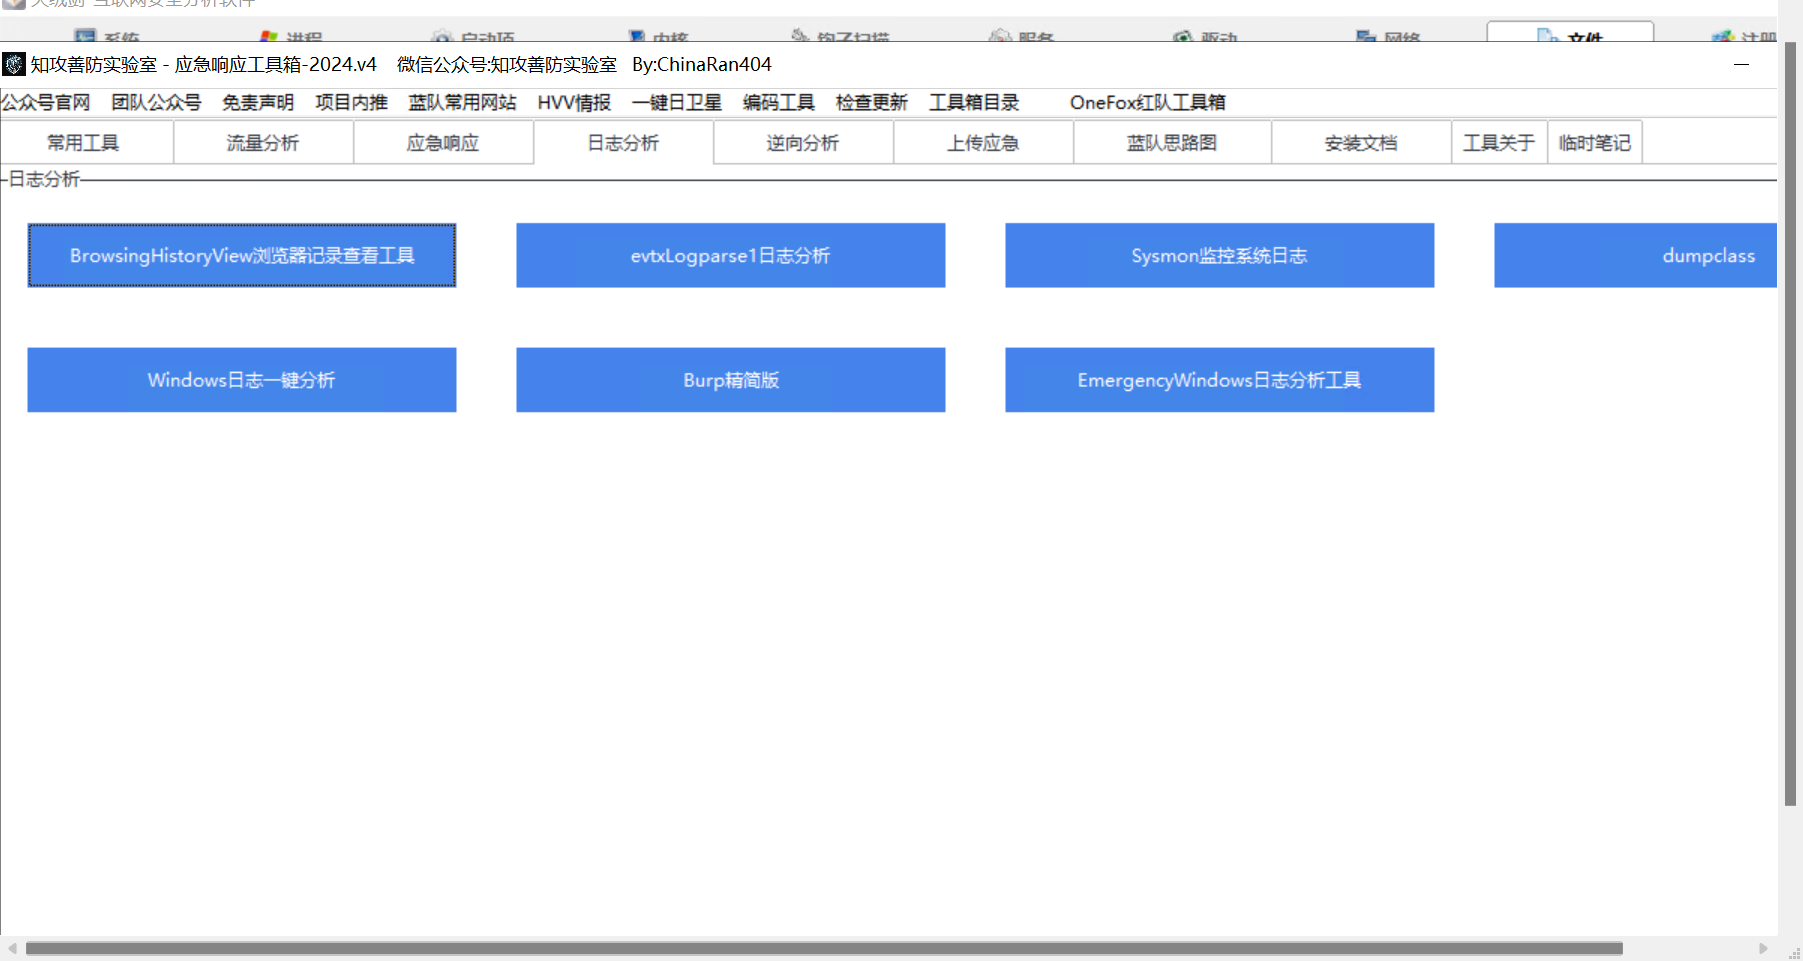 火绒剑-互联网安全分析软件
系统 进程 启动项 内核 钩子扫描 服务 驱动 网络 文件 注册
知攻善防实验室 - 应急响应工具箱-2024.v4 微信公众号:知攻善防实验室 By:ChinaRan404
公众号官网 团队公众号 免责声明 项目内推 蓝队常用网站 HVV情报 一键日卫星 编码工具 检查更新 工具箱目录 OneFox红队工具箱
常用工具 流量分析 应急响应 日志分析 逆向分析 上传应急 蓝队思路图 安装文档 工具关于 临时笔记
日志分析
BrowsingHistoryView浏览器记录查看工具 evtxLogparse1日志分析 Sysmon监控系统日志 dumpclass
Windows日志一键分析 Burp精简版 EmergencyWindows日志分析工具